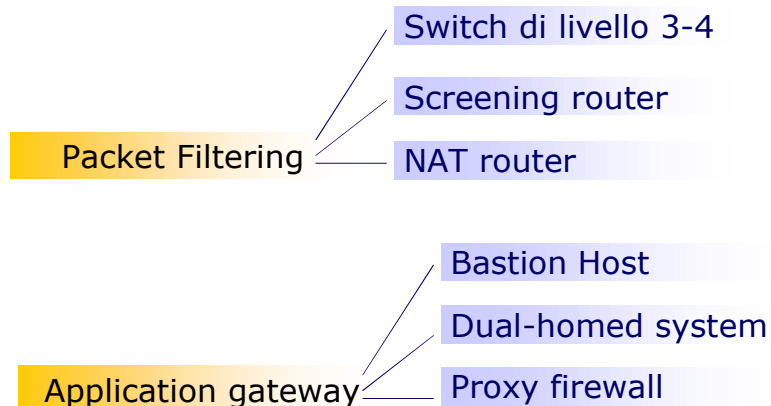 Switch di livello 3-4
Screening router
Packet Filtering
NAT router
Bastion Host
Dual-homed system
Application gateway
Proxy firewall